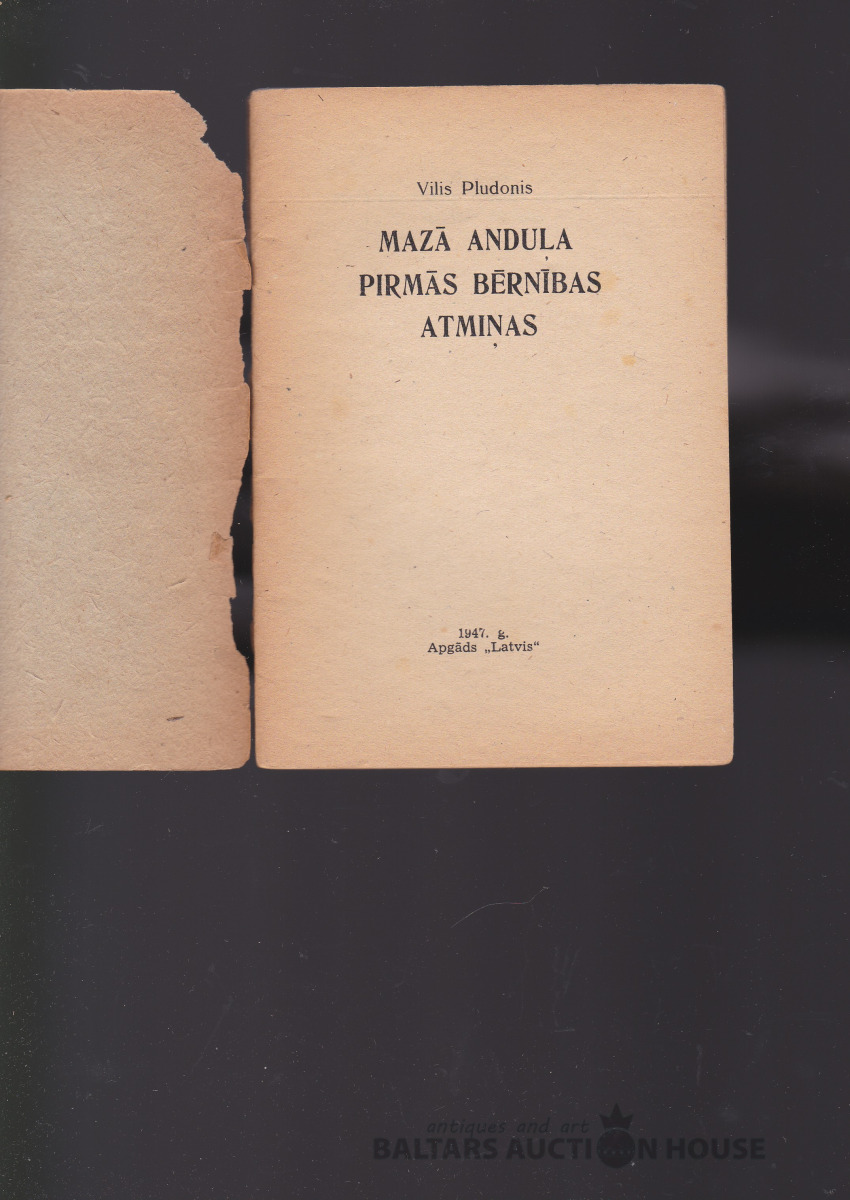 Vilis Pludonis
MAZĀ ANDUĻA
PIRMĀS BĒRNĪBAS
ATMIŅAS
1947. g.
Apgāds „Latvis“
antiques and art
BALTARS AUCTION HOUSE